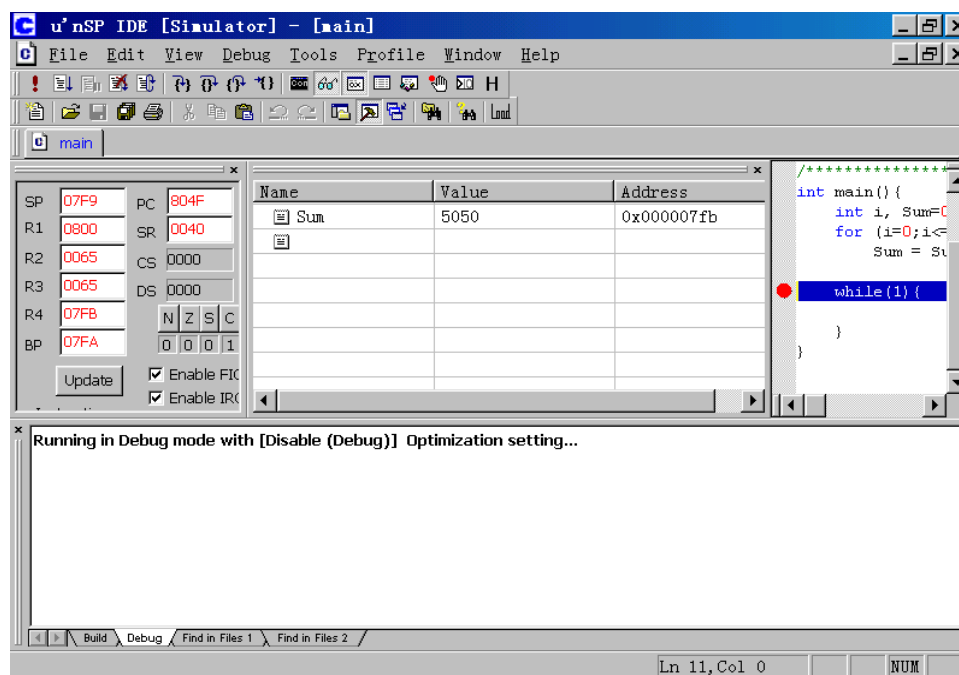 C u'nSP IDE [Simulator] - [main]
File Edit View Debug Tools Profile Window Help
H
Load
main
SP 07F9 PC 804F
R1 0800 SR 0040
R2 0065 CS 0000
R3 0065 DS 0000
R4 07FB N Z S C
BP 07FA 0 0 0 1
Update
Enable FIQ
Enable IRQ
Name Value Address
Sum 5050 0x000007fb
/***************
int main(){
int i, Sum=0
for (i=0;i<=
Sum = Su
while(1){
}
}
Running in Debug mode with [Disable (Debug)] Optimization setting...
Build Debug Find in Files 1 Find in Files 2
Ln 11,Col 0 NUM